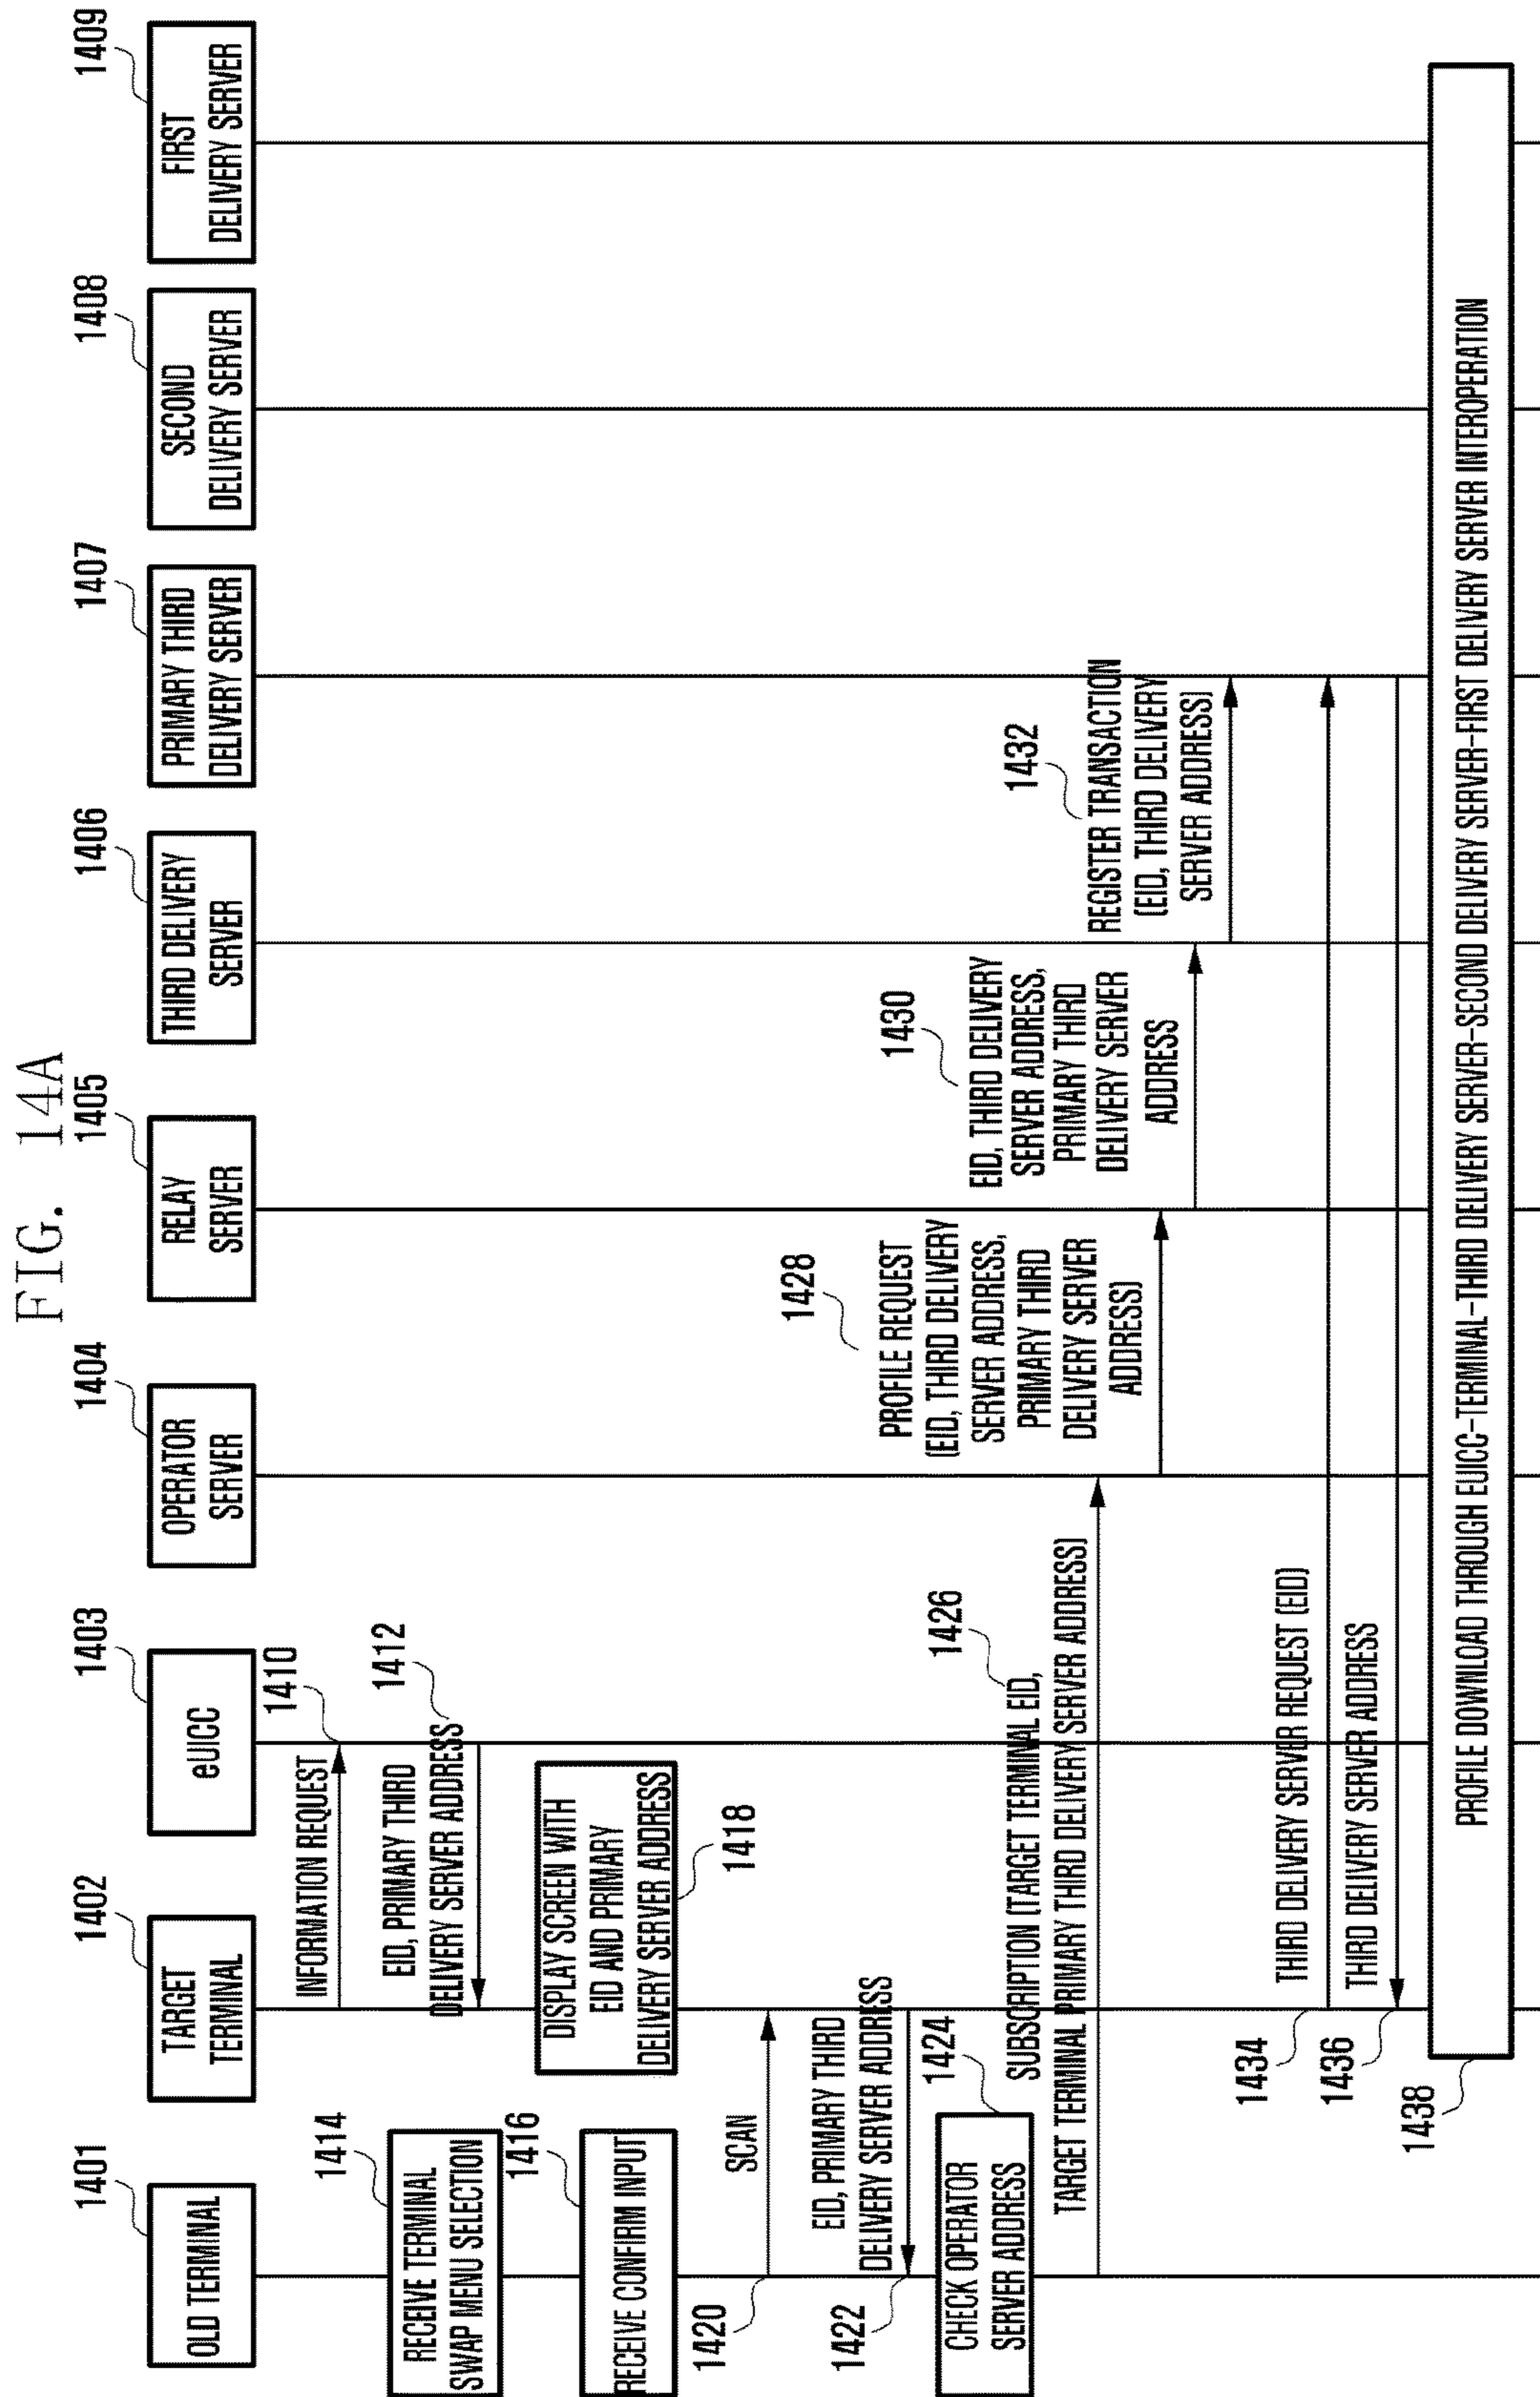 FIG. 14A
1401
OLD TERMINAL
1402
TARGET
TERMINAL
1403
eUICC
1404
OPERATOR
SERVER
1405
RELAY
SERVER
1406
THIRD DELIVERY
SERVER
1407
PRIMARY THIRD
DELIVERY SERVER
1408
SECOND
DELIVERY SERVER
1409
FIRST
DELIVERY SERVER
1410
INFORMATION REQUEST
1412
EID, PRIMARY THIRD
DELIVERY SERVER ADDRESS
1414
RECEIVE TERMINAL
SWAP MENU SELECTION
1416
RECEIVE CONFIRM INPUT
DISPLAY SCREEN WITH
EID AND PRIMARY
DELIVERY SERVER ADDRESS
1418
SCAN
1420
EID, PRIMARY THIRD
DELIVERY SERVER ADDRESS
1422
1424
CHECK OPERATOR
SERVER ADDRESS
1426
SUBSCRIPTION (TARGET TERMINAL EID,
TARGET TERMINAL PRIMARY THIRD DELIVERY SERVER ADDRESS)
1428
PROFILE REQUEST
(EID, THIRD DELIVERY
SERVER ADDRESS,
PRIMARY THIRD
DELIVERY SERVER
ADDRESS)
1430
EID, THIRD DELIVERY
SERVER ADDRESS,
PRIMARY THIRD
DELIVERY SERVER
ADDRESS
1432
REGISTER TRANSACTION
(EID, THIRD DELIVERY
SERVER ADDRESS)
1434
THIRD DELIVERY SERVER REQUEST (EID)
1436
THIRD DELIVERY SERVER ADDRESS
1438
PROFILE DOWNLOAD THROUGH EUICC-TERMINAL-THIRD DELIVERY SERVER-SECOND DELIVERY SERVER-FIRST DELIVERY SERVER INTEROPERATION